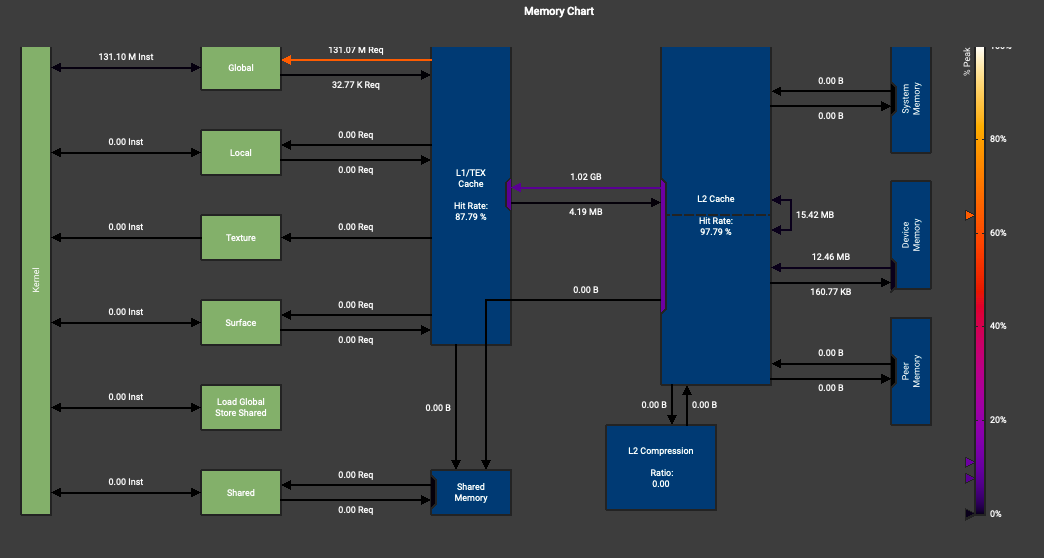 Memory Chart
131.10 M Inst
Global
131.07 M Req
32.77 K Req
0.00 Inst
Local
0.00 Req
0.00 Req
0.00 Inst
Texture
0.00 Req
0.00 Inst
Surface
0.00 Req
0.00 Req
0.00 Inst
Load Global
Store Shared
0.00 Inst
Shared
0.00 Req
0.00 Req
Kernel
L1/TEX
Cache
Hit Rate:
87.79 %
1.02 GB
4.19 MB
0.00 B
0.00 B
Shared
Memory
L2 Cache
Hit Rate:
97.79 %
15.42 MB
0.00 B
0.00 B
System
Memory
12.46 MB
160.77 KB
Device
Memory
0.00 B
0.00 B
Peer
Memory
0.00 B
0.00 B
L2 Compression
Ratio:
0.00
% Peak
100%
80%
60%
40%
20%
0%